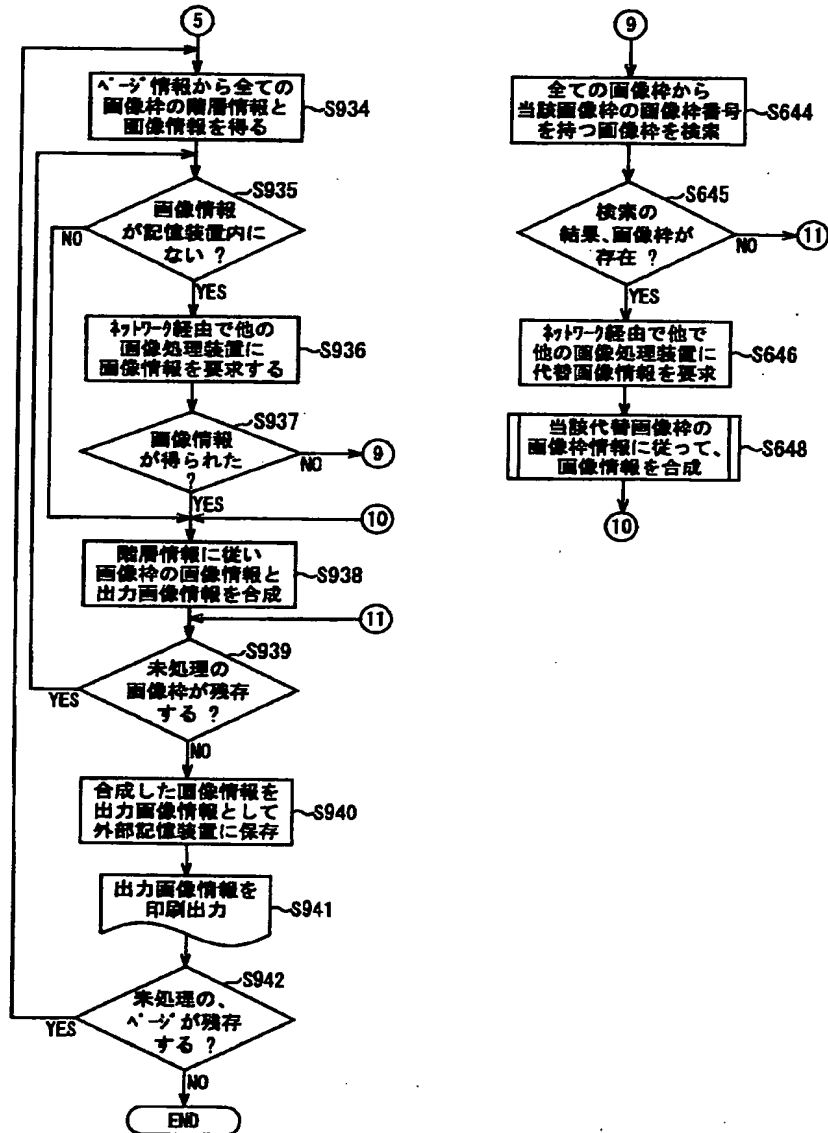 5
ページ情報から全ての
画像枠の階層情報と
画像情報を得る
S934
S935
画像情報
が記憶装置内に
ない?
NO
YES
ネットワーク経由で他の
画像処理装置に
画像情報を要求する
S936
S937
画像情報
が得られた
?
NO
9
YES
10
階層情報に従い
画像枠の画像情報と
出力画像情報を合成
S938
11
S939
未処理の
画像枠が残存
する?
YES
NO
合成した画像情報を
出力画像情報として
外部記憶装置に保存
S940
出力画像情報を
印刷出力
S941
S942
未処理の、
ページが残存
する?
YES
NO
END
9
全ての画像枠から
当該画像枠の画像枠番号
を持つ画像枠を検索
S644
S645
検索の
結果、画像枠が
存在?
NO
11
YES
ネットワーク経由で他で
他の画像処理装置に
代替画像情報を要求
S646
当該代替画像枠の
画像枠情報に従って、
画像情報を合成
S648
10